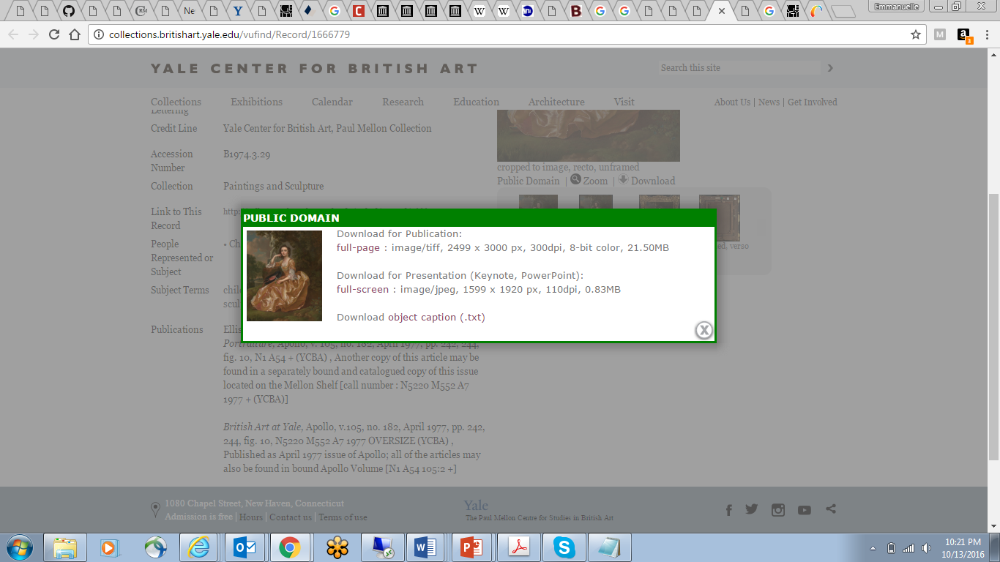 Ne
Emmanuelle
collections.britishart.yale.edu/vufind/Record/1666779
M
3
YALE CENTER FOR BRITISH ART
Search this site
Collections
Exhibitions
Calendar
Research
Education
Architecture
Visit
About Us | News | Get Involved
Lettering
Credit Line
Yale Center for British Art, Paul Mellon Collection
Accession
Number
B1974.3.29
Collection
Paintings and Sculpture
Link to This
Record
http:
People
Represented or
Subject
• Ch
Subject Terms
Publications
Portraiture, Apollo, v. 105, no. 182, April 1977, pp. 242, 244,
fig. 10, N1 A54 + (YCBA) , Another copy of this article may be
found in a separately bound and catalogued copy of this issue
located on the Mellon Shelf [call number : N5220 M552 A7
1977 + (YCBA)]
British Art at Yale, Apollo, v.105, no. 182, April 1977, pp. 242,
244, fig. 10, N5220 M552 A7 1977 OVERSIZE (YCBA) ,
Published as April 1977 issue of Apollo; all of the articles may
also be found in bound Apollo Volume [N1 A54 105:2 +]
cropped to image, recto, unframed
Public Domain | Zoom | Download
verso
PUBLIC DOMAIN
Download for Publication:
full-page : image/tiff, 2499 x 3000 px, 300dpi, 8-bit color, 21.50MB
Download for Presentation (Keynote, PowerPoint):
full-screen : image/jpeg, 1599 x 1920 px, 110dpi, 0.83MB
Download object caption (.txt)
X
1080 Chapel Street, New Haven, Connecticut
Admission is free | Hours | Contact us | Terms of use
Yale
The Paul Mellon Centre for Studies in British Art
10:21 PM
10/13/2016